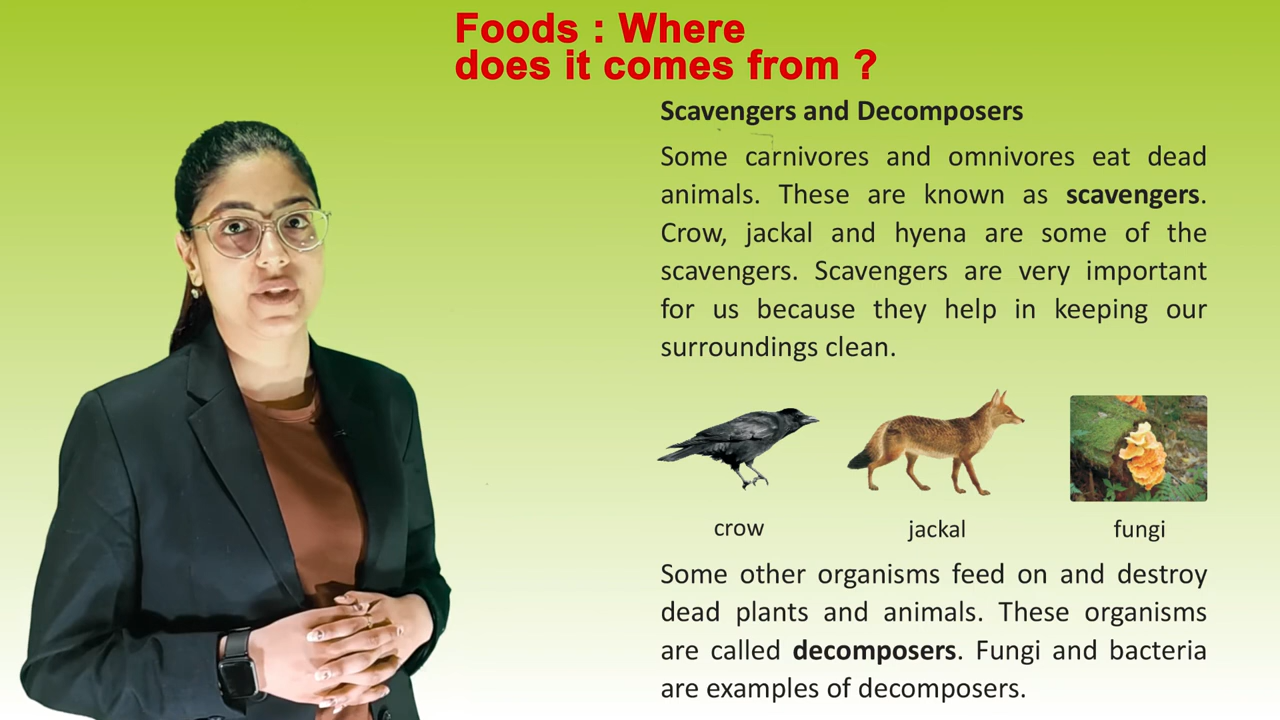 Foods : Where
does it comes from ?
Scavengers and Decomposers
Some carnivores and omnivores eat dead
animals. These are known as scavengers.
Crow, jackal and hyena are some of the
scavengers. Scavengers are very important
for us because they help in keeping our
surroundings clean.
crow
jackal
fungi
Some other organisms feed on and destroy
dead plants and animals. These organisms
are called decomposers. Fungi and bacteria
are examples of decomposers.